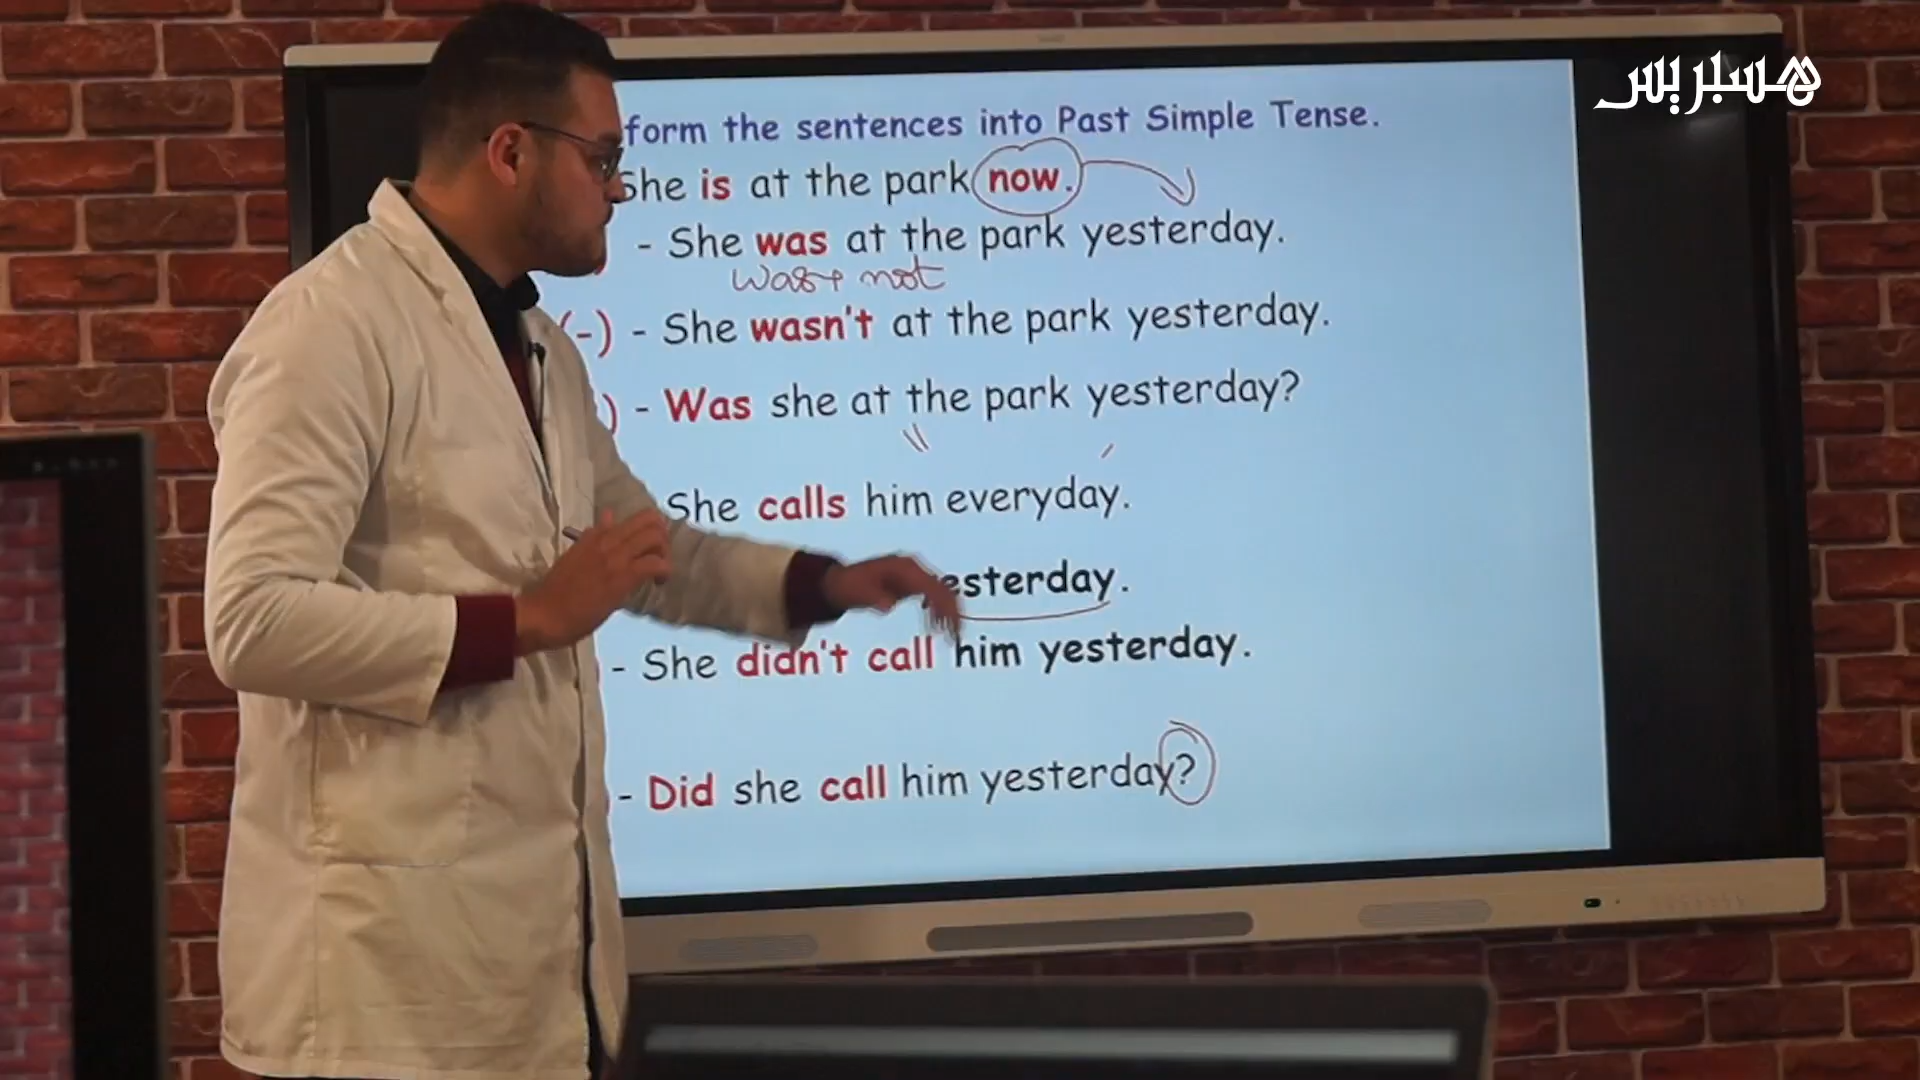 هسبريس
form the sentences into Past Simple Tense.
She is at the park now.
- She was at the park yesterday.
was + not
(-) - She wasn't at the park yesterday.
) - Was she at the park yesterday?
She calls him everyday.
yesterday.
- She didn't call him yesterday.
- Did she call him yesterday?